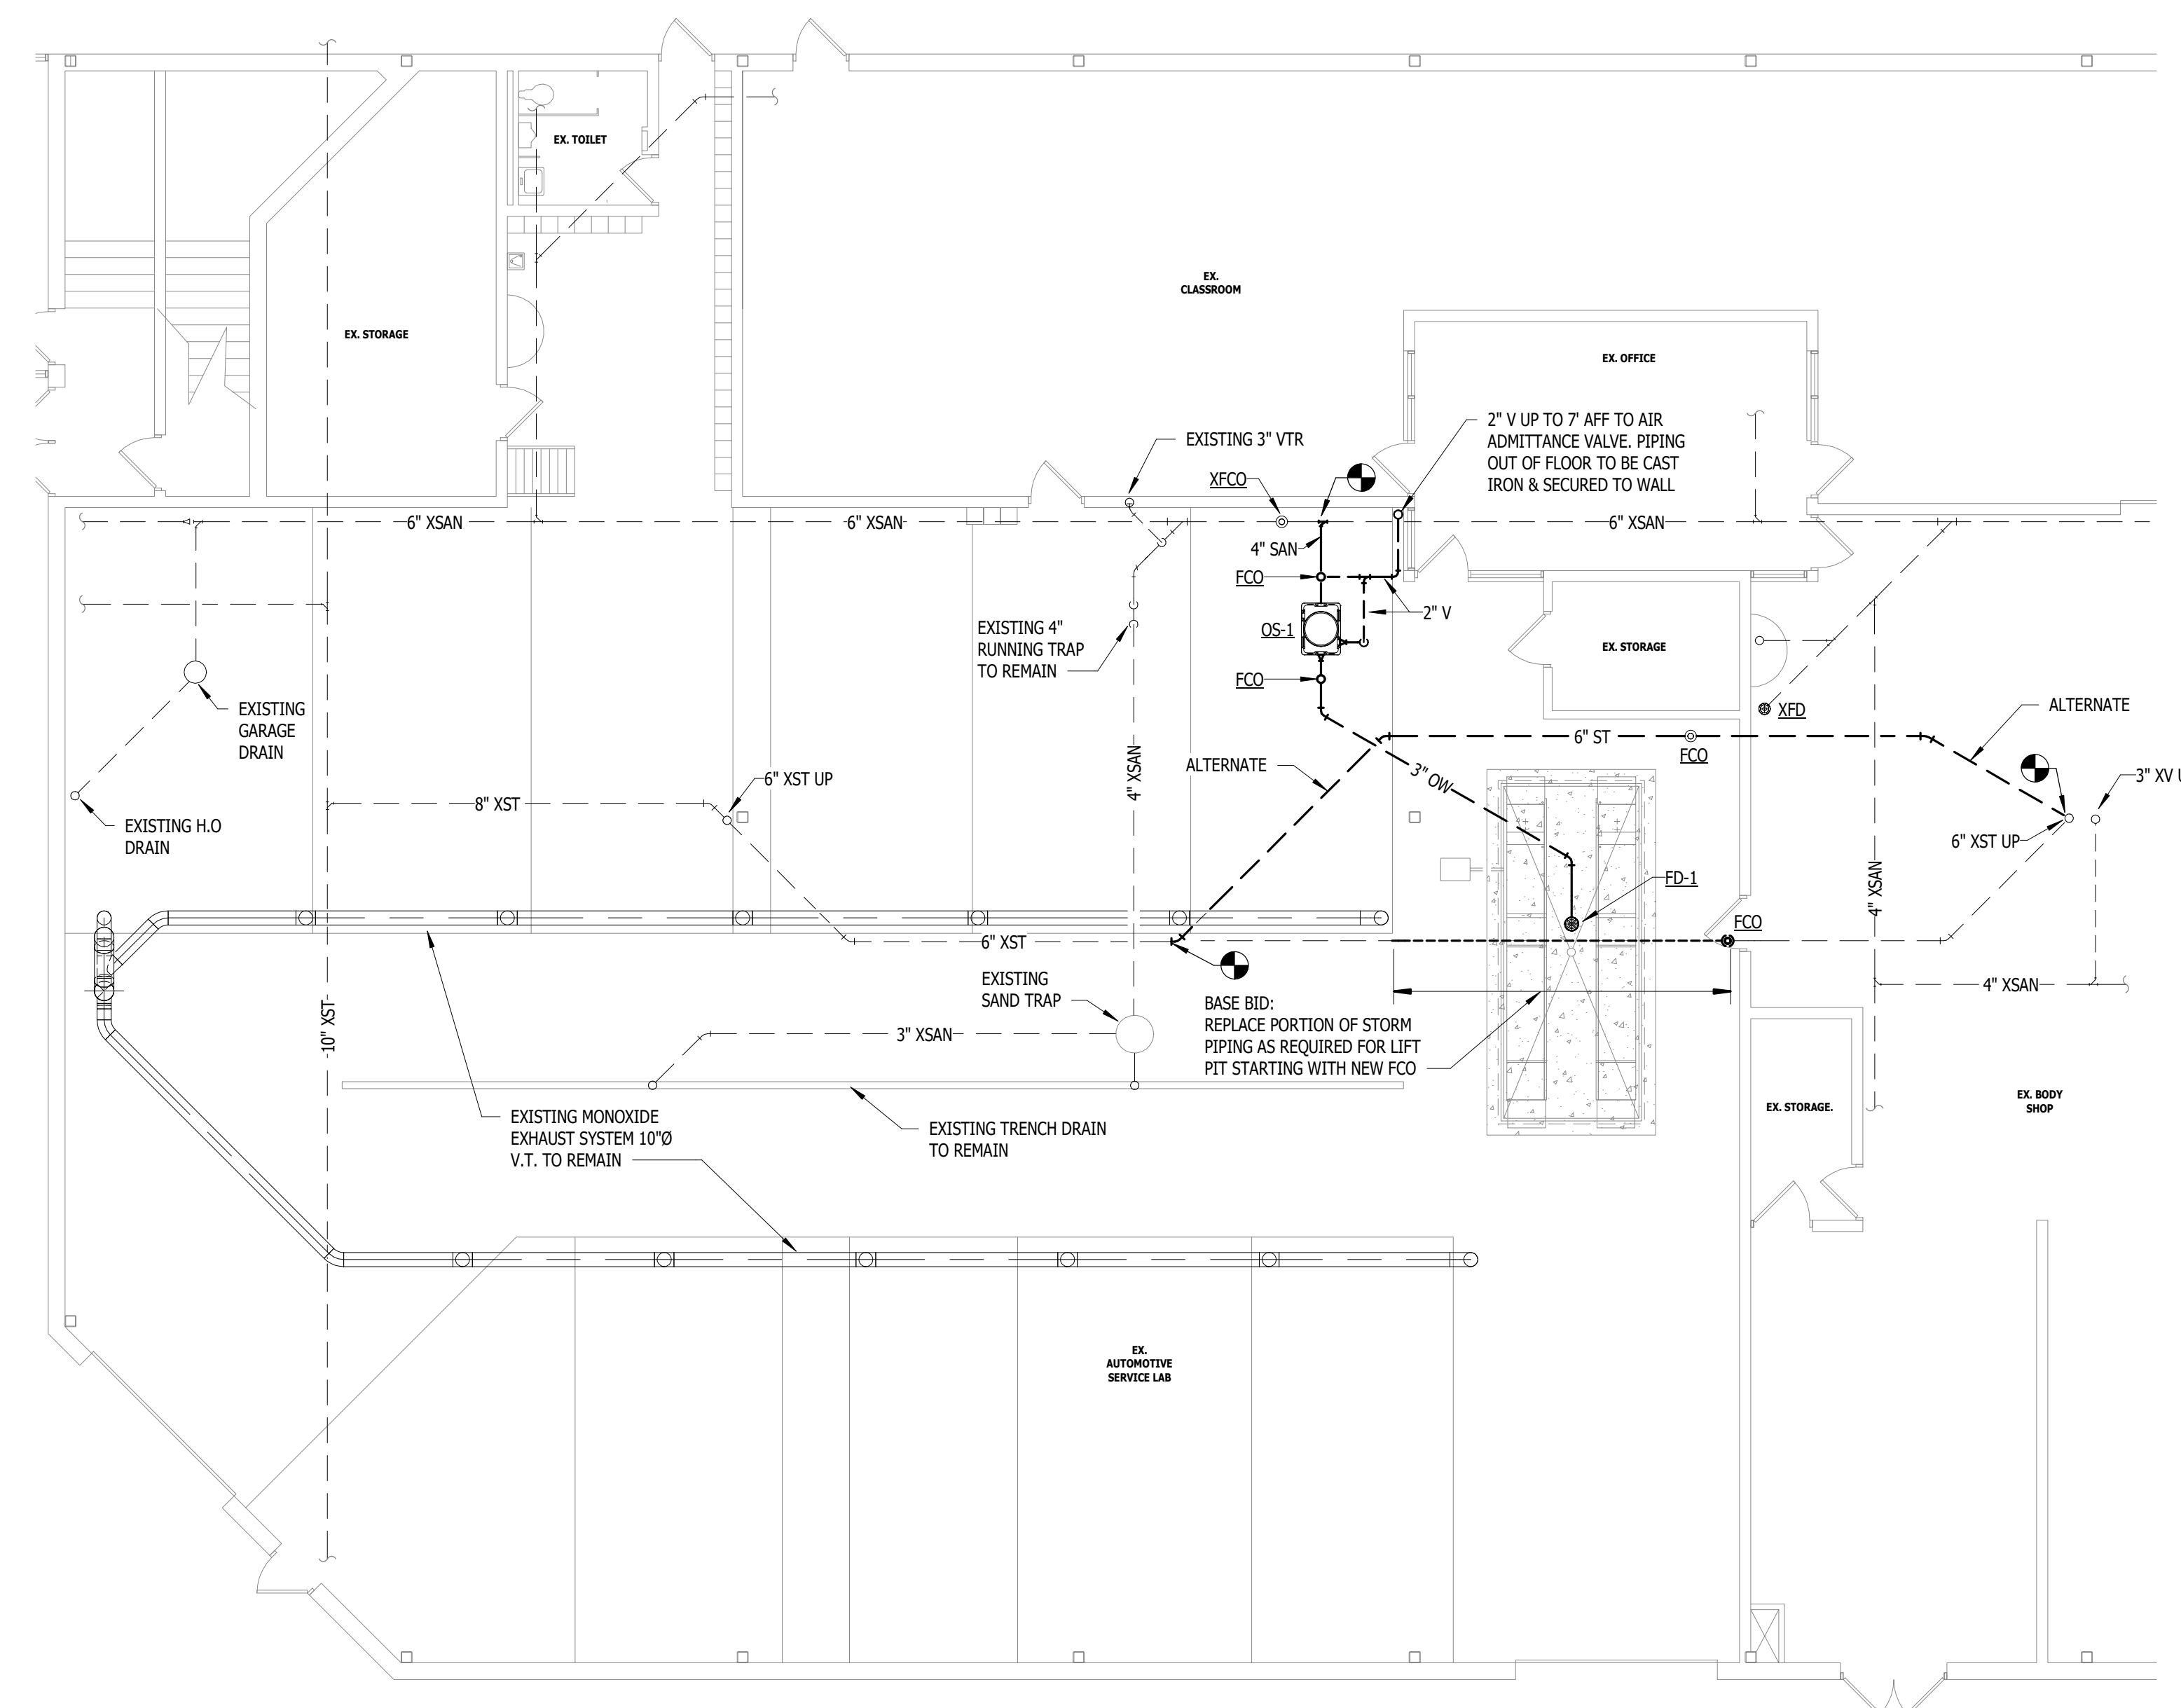 EX. TOILET
EX.
CLASSROOM
EX. STORAGE
EX. OFFICE
2" V UP TO 7' AFF TO AIR
ADMITTANCE VALVE. PIPING
OUT OF FLOOR TO BE CAST
IRON & SECURED TO WALL
EXISTING 3" VTR
XFCO
6" XSAN
6" XSAN
6" XSAN
4" SAN
FCO
2" V
OS-1
EXISTING 4"
RUNNING TRAP
TO REMAIN
EX. STORAGE
FCO
EXISTING
GARAGE
DRAIN
XFD
ALTERNATE
6" ST
FCO
ALTERNATE
3" OW
4" XSAN
6" XST UP
3" XV U
8" XST
EXISTING H.O
DRAIN
6" XST UP
4" XSAN
FD-1
FCO
6" XST
EXISTING
SAND TRAP
4" XSAN
BASE BID:
REPLACE PORTION OF STORM
PIPING AS REQUIRED FOR LIFT
PIT STARTING WITH NEW FCO
10" XST
3" XSAN
EXISTING MONOXIDE
EXHAUST SYSTEM 10"Ø
V.T. TO REMAIN
EXISTING TRENCH DRAIN
TO REMAIN
EX. STORAGE.
EX. BODY
SHOP
EX.
AUTOMOTIVE
SERVICE LAB